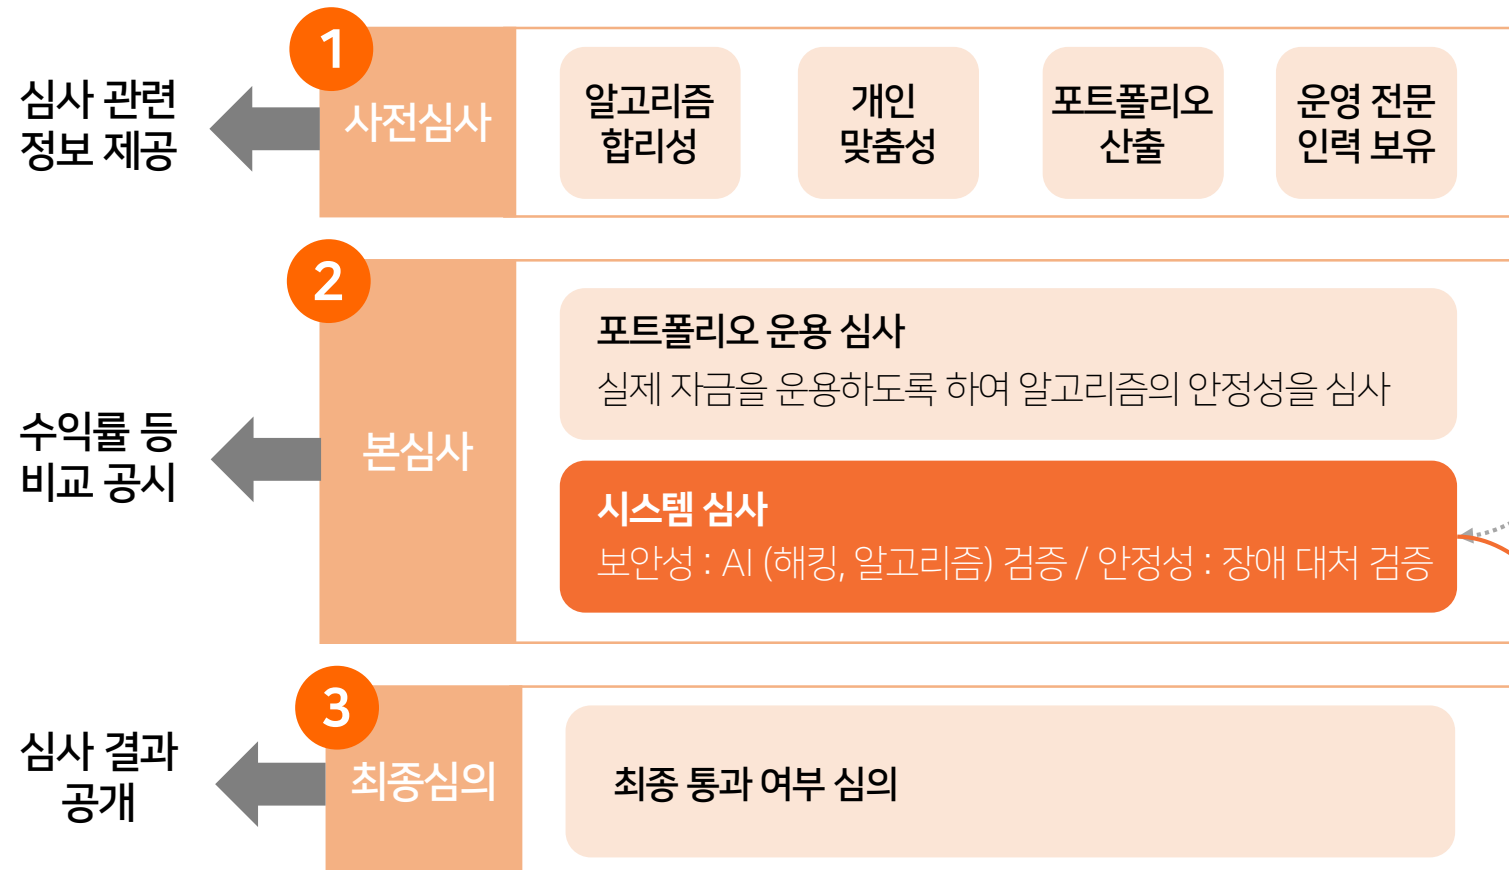 1
심사 관련
정보 제공
사전심사
알고리즘
합리성
개인
맞춤성
포트폴리오
산출
운영 전문
인력 보유
2
수익률 등
비교 공시
본심사
포트폴리오 운용 심사
실제 자금을 운용하도록 하여 알고리즘의 안정성을 심사
시스템 심사
보안성 : AI (해킹, 알고리즘) 검증 / 안정성 : 장애 대처 검증
3
심사 결과
공개
최종심의
최종 통과 여부 심의